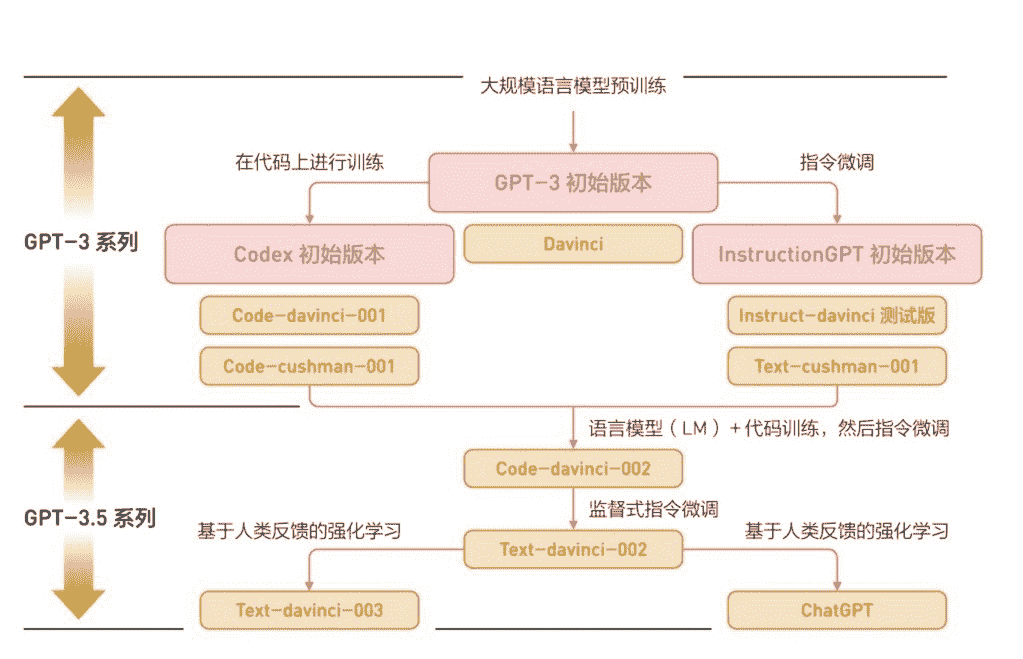 大规模语言模型预训练
在代码上进行训练
指令微调
GPT-3 初始版本
GPT-3 系列
Codex 初始版本
Davinci
InstructionGPT 初始版本
Code-davinci-001
Instruct-davinci 测试版
Code-cushman-001
Text-cushman-001
语言模型（LM）+代码训练，然后指令微调
Code-davinci-002
GPT-3.5 系列
监督式指令微调
基于人类反馈的强化学习
基于人类反馈的强化学习
Text-davinci-002
Text-davinci-003
ChatGPT